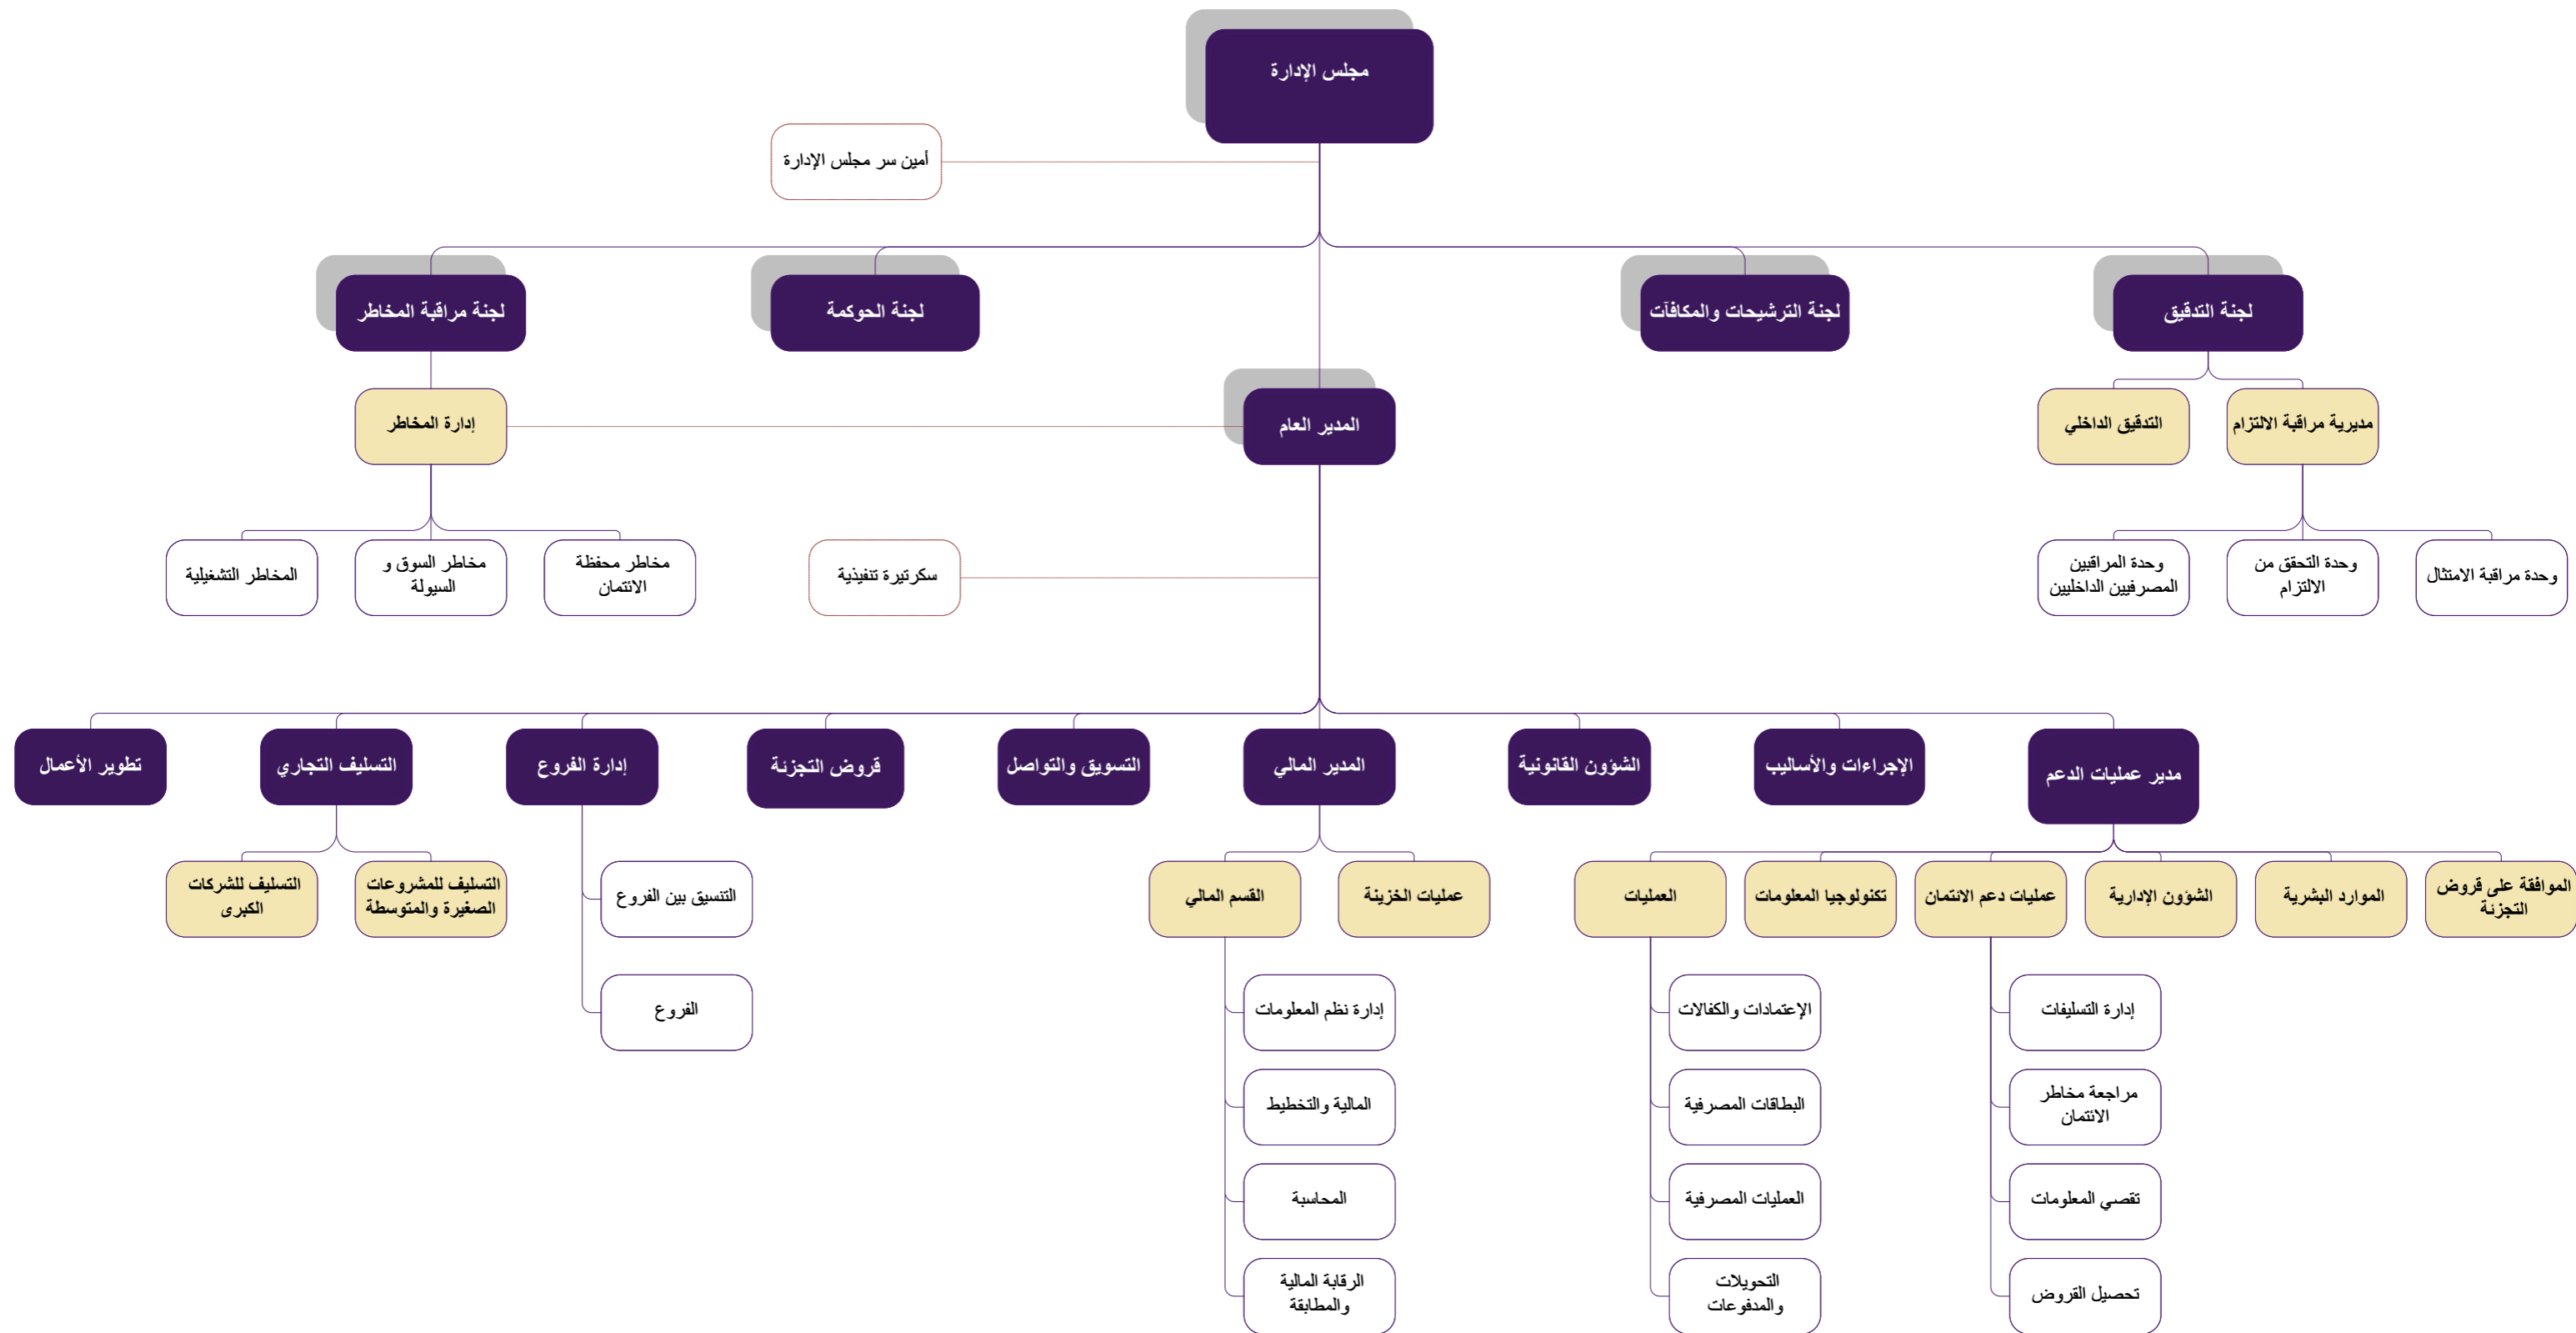 مجلس الإدارة
أمين سر مجلس الإدارة
لجنة التدقيق
لجنة الترشيحات والمكافآت
لجنة الحوكمة
لجنة مراقبة المخاطر
مديرية مراقبة الالتزام
التدقيق الداخلي
المدير العام
إدارة المخاطر
وحدة مراقبة الامتثال
وحدة التحقق من
الالتزام
وحدة المراقبين
المصرفيين الداخليين
سكرتيرة تنفيذية
مخاطر محفظة
الائتمان
مخاطر السوق و
السيولة
المخاطر التشغيلية
مدير عمليات الدعم
الإجراءات والأساليب
الشؤون القانونية
المدير المالي
التسويق والتواصل
قروض التجزئة
إدارة الفروع
التسليف التجاري
تطوير الأعمال
الموافقة على قروض
التجزئة
الموارد البشرية
الشؤون الإدارية
عمليات دعم الائتمان
تكنولوجيا المعلومات
العمليات
عمليات الخزينة
القسم المالي
التنسيق بين الفروع
التسليف للمشروعات
الصغيرة والمتوسطة
التسليف للشركات
الكبرى
إدارة التسليفات
الإعتمادات والكفالات
إدارة نظم المعلومات
الفروع
مراجعة مخاطر
الائتمان
البطاقات المصرفية
المالية والتخطيط
تقصي المعلومات
العمليات المصرفية
المحاسبة
تحصيل القروض
التحويلات
والمدفوعات
الرقابة المالية
والمطابقة